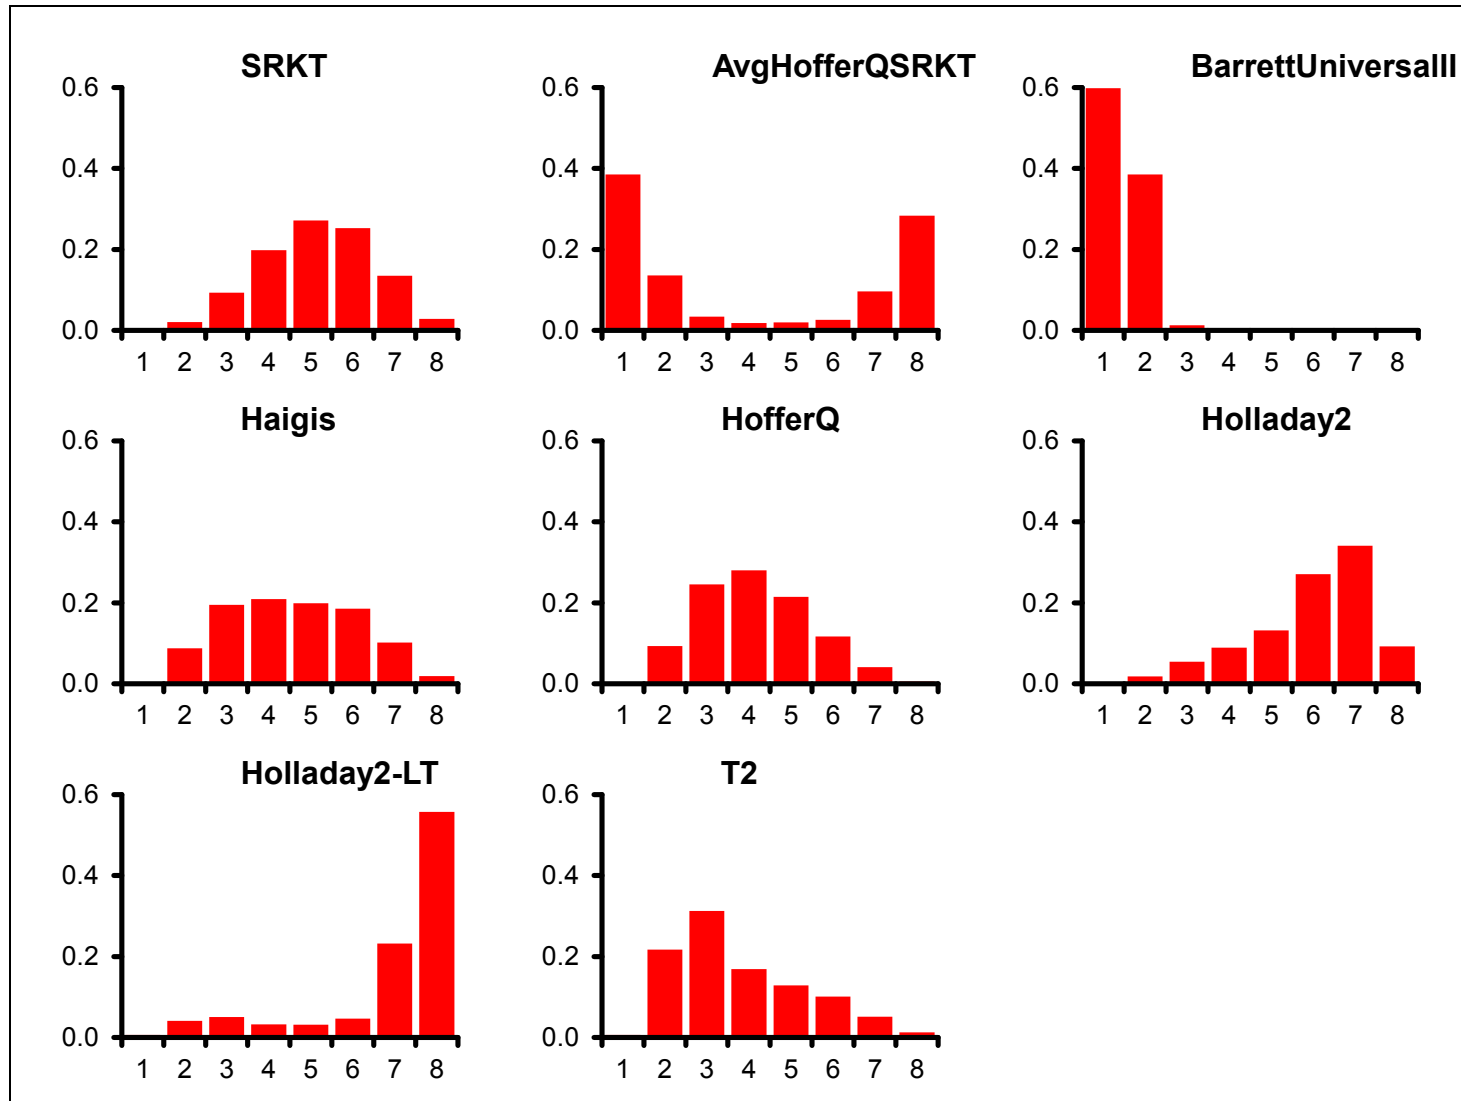 SRKT AvgHofferQSRKT BarrettUniversalII
0.6 0.6 0.6
0.4 0.4 0.4
0.2 0.2 0.2
0.0 0.0 0.0
1 2 3 4 5 6 7 8 1 2 3 4 5 6 7 8 1 2 3 4 5 6 7 8
Haigis HofferQ Holladay2
0.6 0.6 0.6
0.4 0.4 0.4
0.2 0.2 0.2
0.0 0.0 0.0
1 2 3 4 5 6 7 8 1 2 3 4 5 6 7 8 1 2 3 4 5 6 7 8
Holladay2-LT T2
0.6 0.6
0.4 0.4
0.2 0.2
0.0 0.0
1 2 3 4 5 6 7 8 1 2 3 4 5 6 7 8